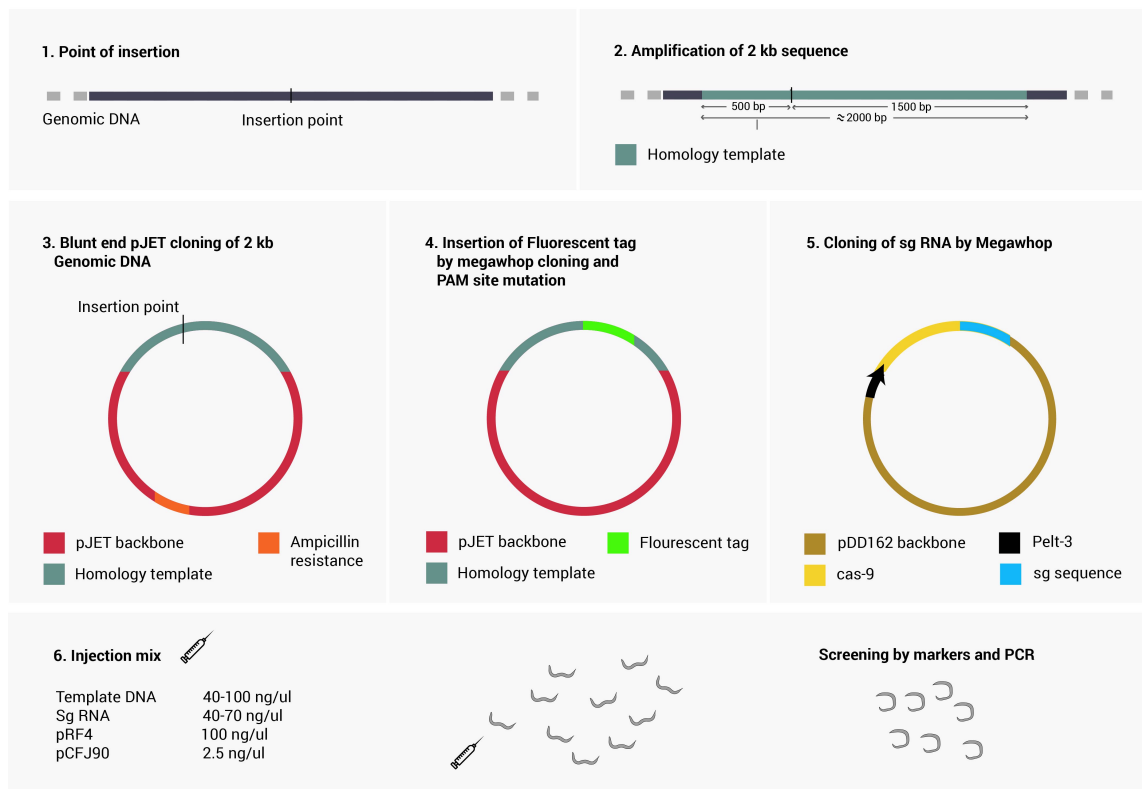 1. Point of insertion
Genomic DNA
Insertion point
2. Amplification of 2 kb sequence
500 bp
1500 bp
≈2000 bp
Homology template
3. Blunt end pJET cloning of 2 kb
Genomic DNA
Insertion point
pJET backbone
Ampicillin
resistance
Homology template
4. Insertion of Fluorescent tag
by megawhop cloning and
PAM site mutation
pJET backbone
Flourescent tag
Homology template
5. Cloning of sg RNA by Megawhop
pDD162 backbone
Pelt-3
cas-9
sg sequence
6. Injection mix
Template DNA 40-100 ng/ul
Sg RNA 40-70 ng/ul
pRF4 100 ng/ul
pCFJ90 2.5 ng/ul
Screening by markers and PCR